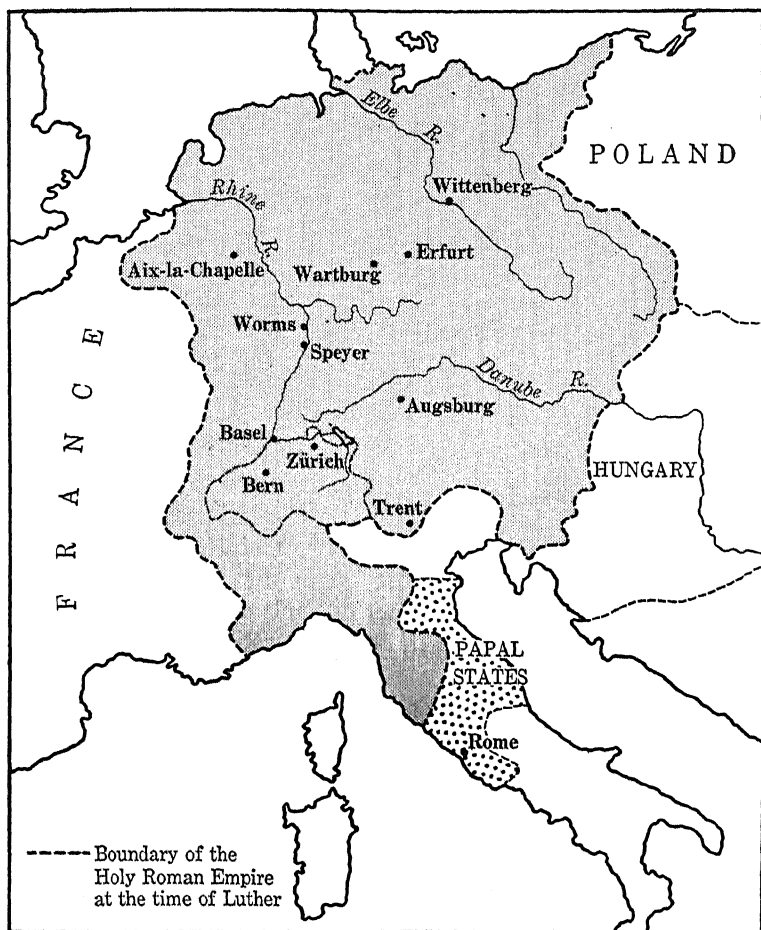 Elbe R.
POLAND
Wittenberg
Rhine R.
Erfurt
Aix-la-Chapelle
Wartburg
Worms
Speyer
FRANCE
Danube R.
Augsburg
Basel
Zürich
Bern
HUNGARY
Trent
PAPAL
STATES
Rome
Boundary of the
Holy Roman Empire
at the time of Luther